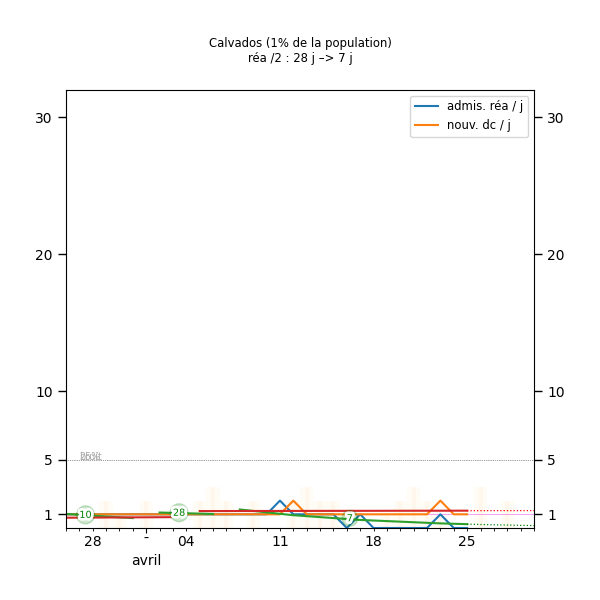 Calvados (1% de la population)
réa /2 : 28 j –> 7 j
admis. réa / j
nouv. dc / j
30 30
20 20
10 10
5 5
1 1
10 28 7
28 - 04 11 18 25
avril